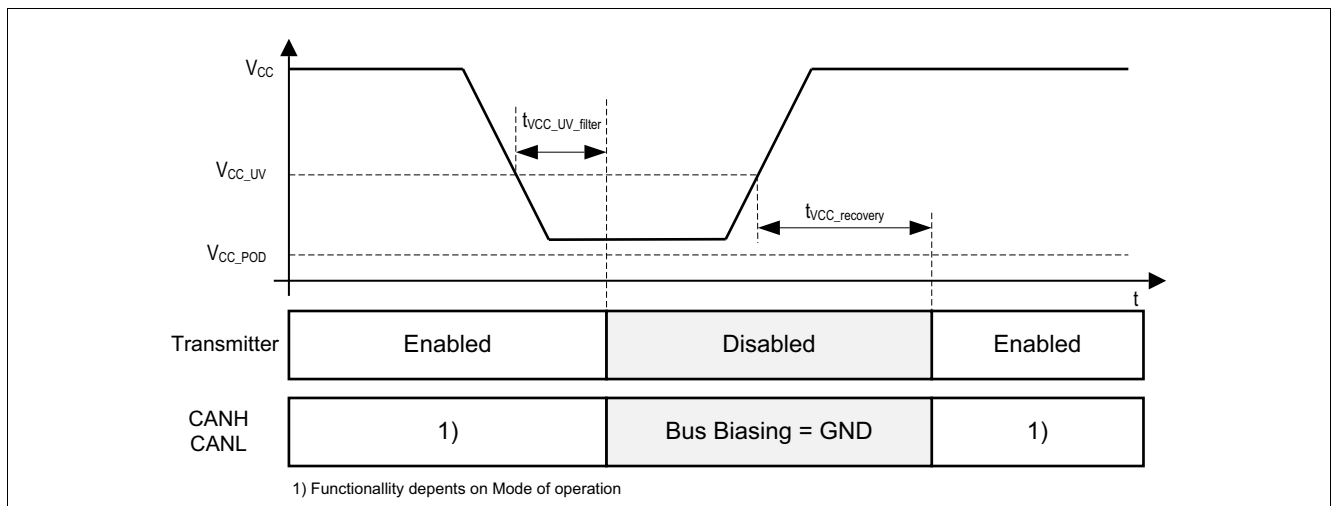 VCC
tVCC_UV_filter
VCC_UV
tVCC_recovery
VCC_POD
t
Transmitter Enabled Disabled Enabled
CANH
CANL
1) Bus Biasing = GND 1)
1) Functionallity depents on Mode of operation